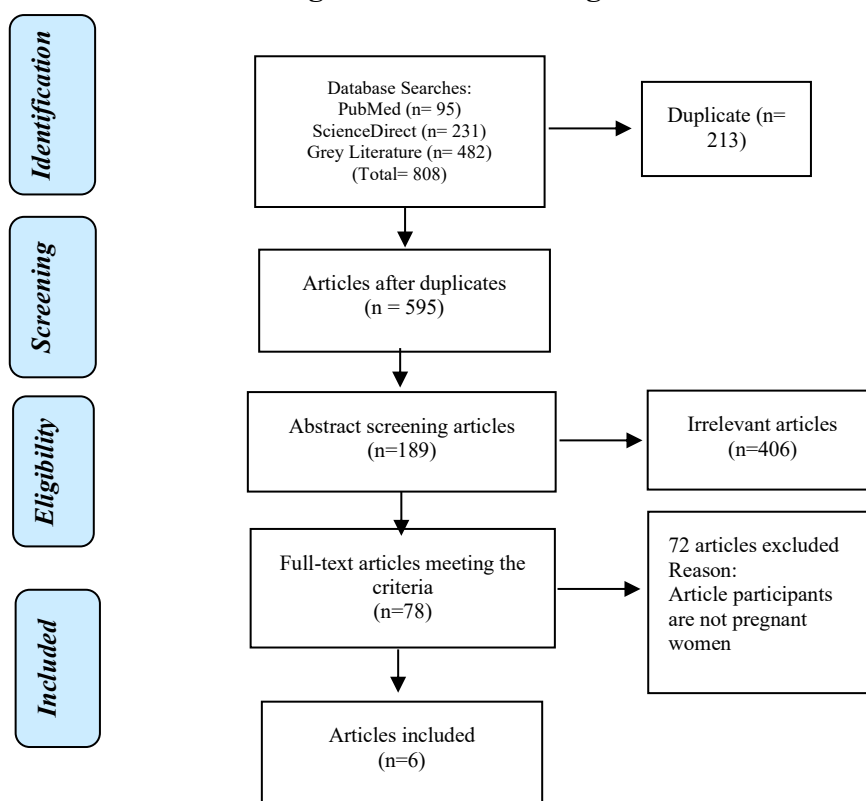 Identification
Database Searches:
PubMed (n= 95)
ScienceDirect (n= 231)
Grey Literature (n= 482)
(Total= 808)
Duplicate (n=
213)
Screening
Articles after duplicates
(n = 595)
Eligibility
Abstract screening articles
(n=189)
Irrelevant articles
(n=406)
Full-text articles meeting the
criteria
(n=78)
72 articles excluded
Reason:
Article participants
are not pregnant
women
Included
Articles included
(n=6)